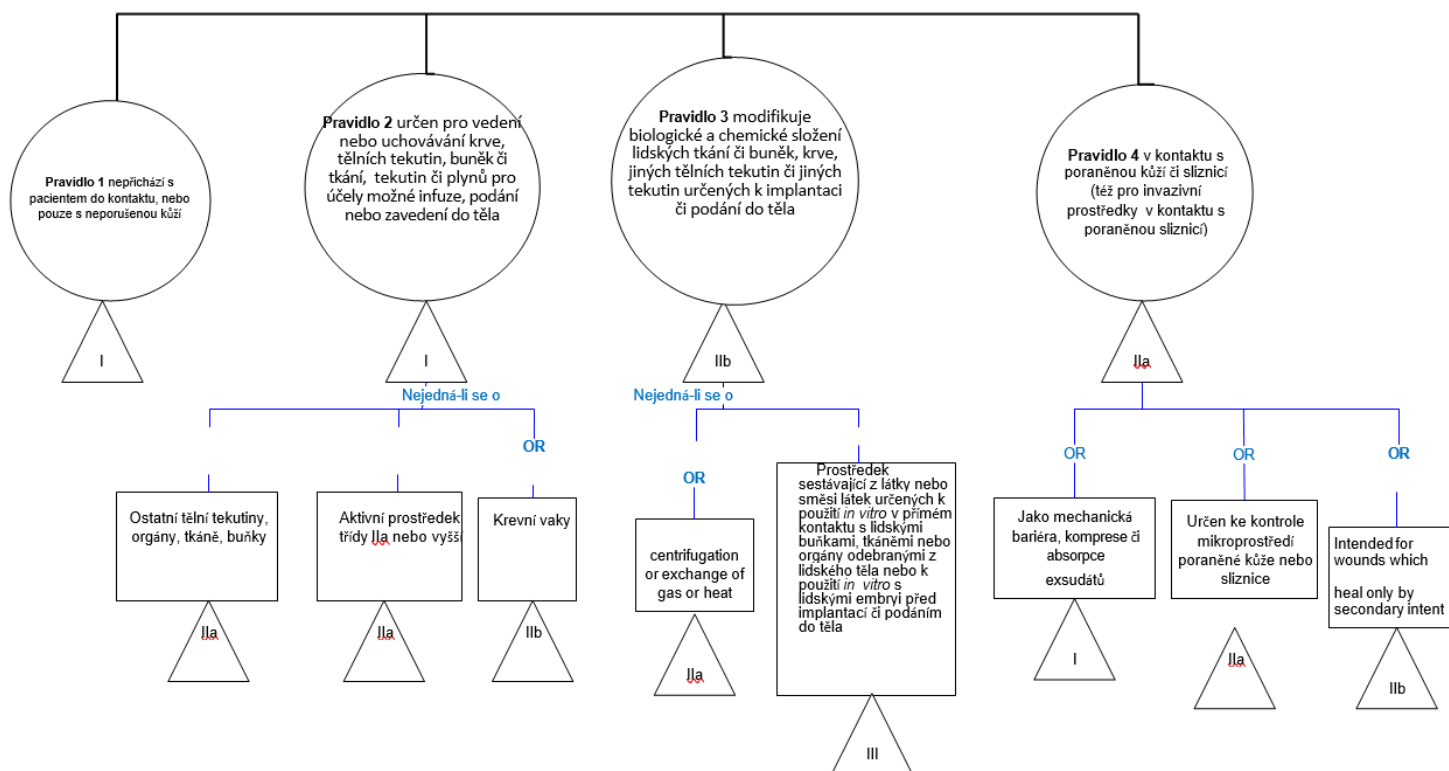 Pravidlo 1 nepřichází s
pacientem do kontaktu, nebo
pouze s neporušenou kůží
I
Pravidlo 2 určen pro vedení
nebo uchovávání krve,
tělních tekutin, buněk či
tkání, tekutin či plynů pro
účely možné infuze, podání
nebo zavedení do těla
I
Nejedná-li se o
OR
Ostatní tělní tekutiny,
orgány, tkáně, buňky
IIa
Aktivní prostředek
třídy IIa nebo vyšší
IIa
Krevní vaky
IIb
Pravidlo 3 modifikuje
biologické a chemické složení
lidských tkání či buněk, krve,
jiných tělních tekutin či jiných
tekutin určených k implantaci
či podání do těla
IIb
Nejedná-li se o
OR
centrifugation
or exchange of
gas or heat
IIa
Prostředek
sestávající z látky nebo
směsi látek určených k
použití in vitro v přímém
kontaktu s lidskými
buňkami, tkáněmi nebo
orgány odebranými z
lidského těla nebo k
použití in vitro s
lidskými embryi před
implantací či podáním
do těla
III
Pravidlo 4 v kontaktu s
poraněnou kůží či sliznicí
(též pro invazivní
prostředky v kontaktu s
poraněnou sliznicí)
IIa
OR
Jako mechanická
bariéra, komprese či
absorpce
exsudátů
I
OR
Určen ke kontrole
mikroprostředí
poraněné kůže nebo
sliznice
IIa
OR
Intended for
wounds which
heal only by
secondary intent
IIb